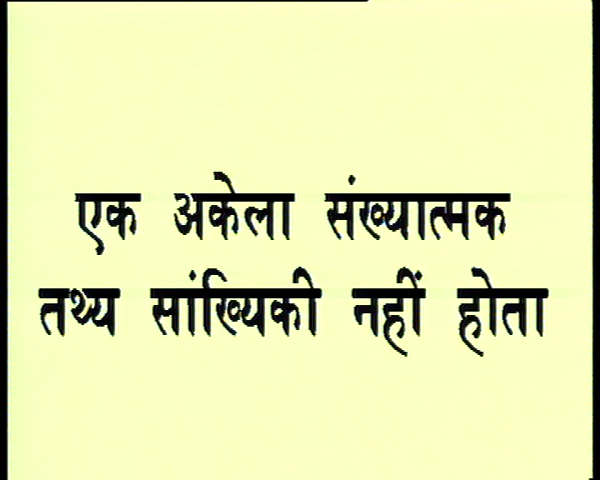 एक अकेला संख्यात्मक
तथ्य सांख्यिकी नहीं होता